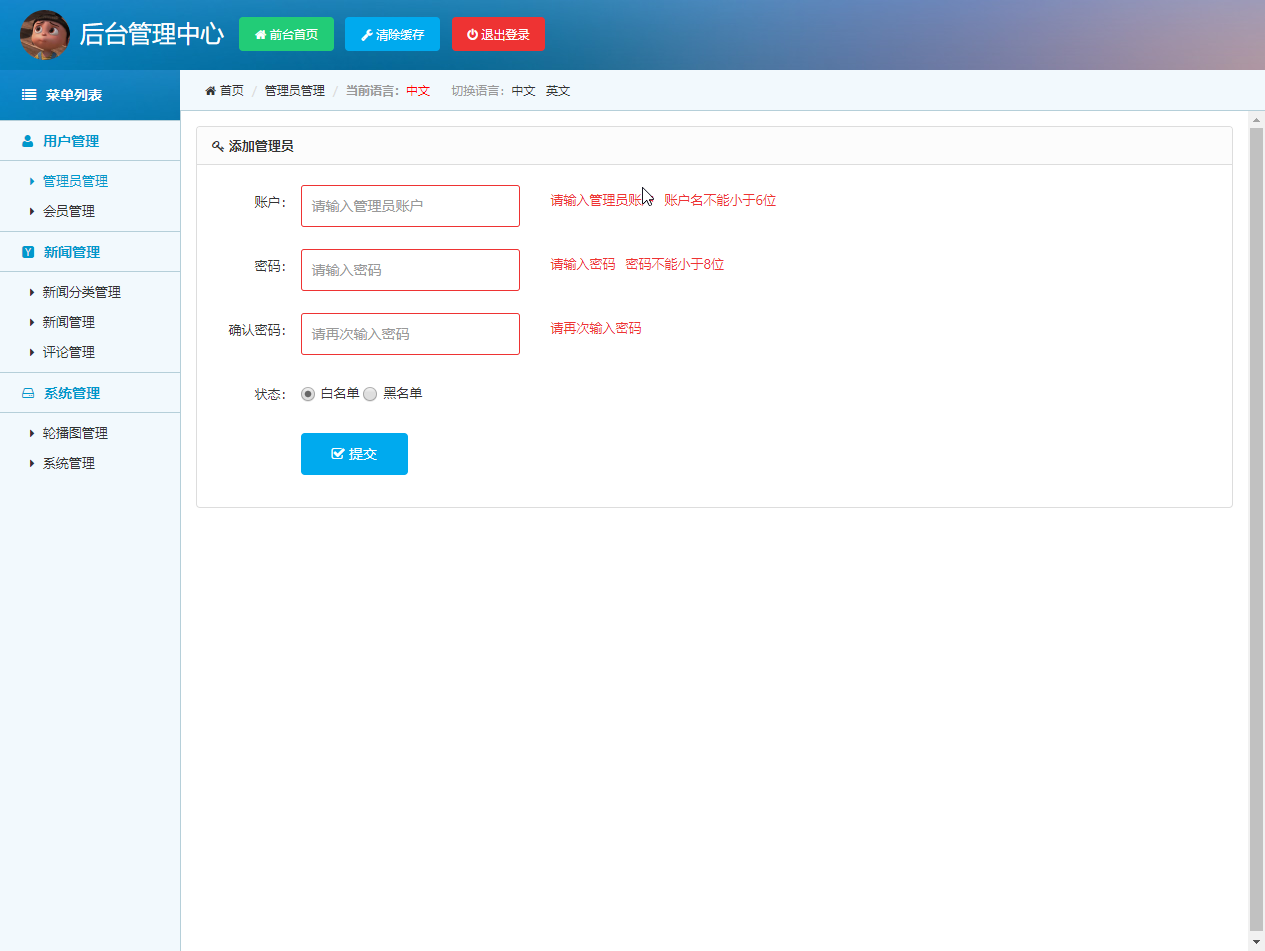 后台管理中心 前台首页 清除缓存 退出登录
菜单列表
首页 / 管理员管理 / 当前语言：中文 切换语言：中文 英文
用户管理
管理员管理
会员管理
新闻管理
新闻分类管理
新闻管理
评论管理
系统管理
轮播图管理
系统管理
添加管理员
账户： 请输入管理员账户 请输入管理员账 账户名不能小于6位
密码： 请输入密码 请输入密码 密码不能小于8位
确认密码： 请再次输入密码 请再次输入密码
状态： 白名单 黑名单
提交